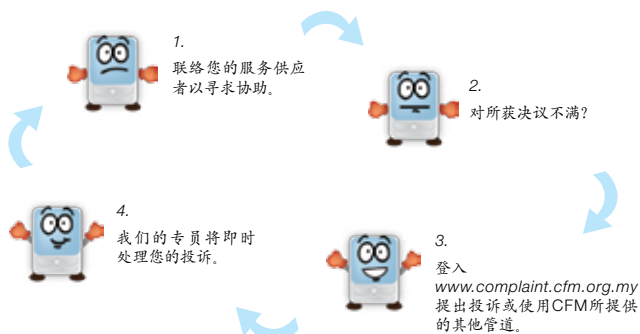 1.
联络您的服务供应
者以寻求协助。
2.
对所获决议不满?
3.
登入
www.complaint.cfm.org.my
提出投诉或使用CFM所提供
的其他管道。
4.
我们的专员将即时
处理您的投诉。